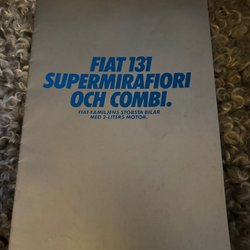 FIAT 131
SUPERMIRAFIORI
OCH COMBI.
FIAT-FAMILJENS STÖRSTA BILAR
MED 2-LITERS MOTOR.